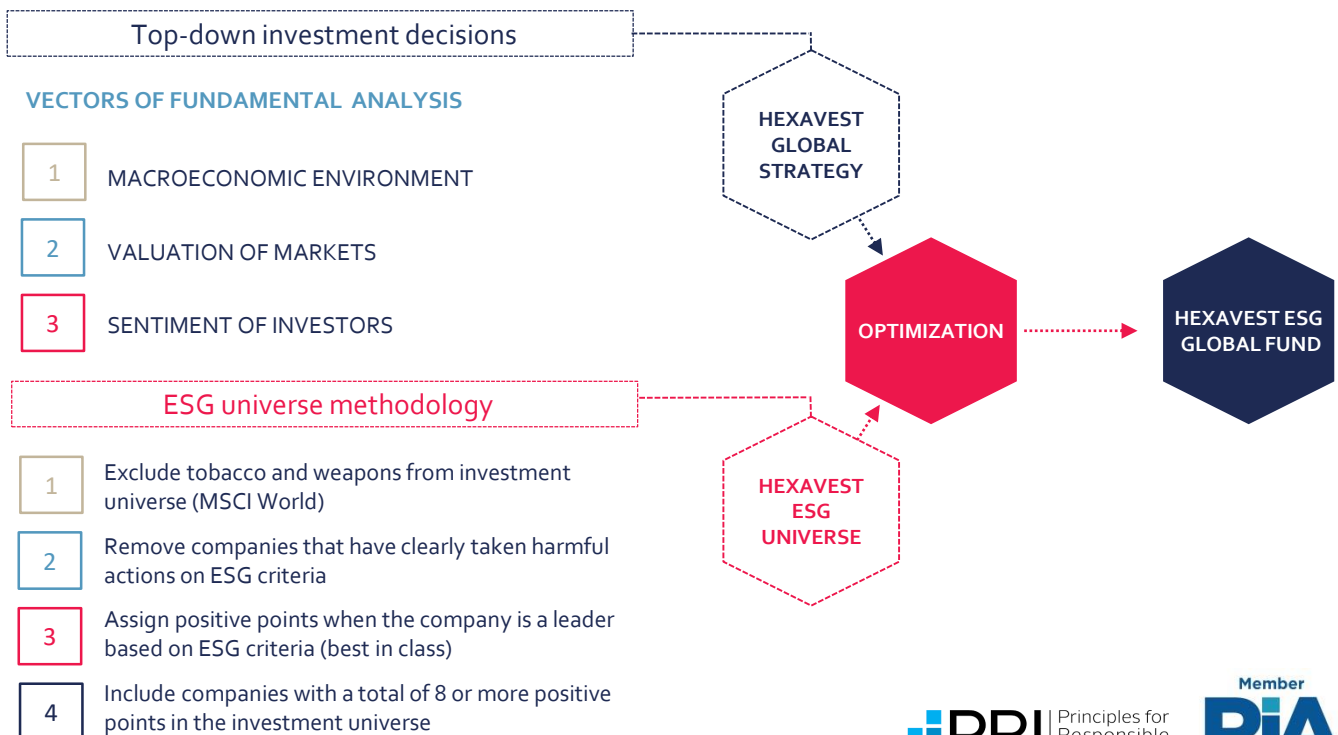 Top-down investment decisions
VECTORS OF FUNDAMENTAL ANALYSIS
1
MACROECONOMIC ENVIRONMENT
2
VALUATION OF MARKETS
3
SENTIMENT OF INVESTORS
ESG universe methodology
1
Exclude tobacco and weapons from investment
universe (MSCI World)
2
Remove companies that have clearly taken harmful
actions on ESG criteria
3
Assign positive points when the company is a leader
based on ESG criteria (best in class)
4
Include companies with a total of 8 or more positive
points in the investment universe
HEXAVEST
GLOBAL
STRATEGY
OPTIMIZATION
HEXAVEST ESG
GLOBAL FUND
HEXAVEST
ESG
UNIVERSE
PRI
Principles for
Responsible
Member
RIA